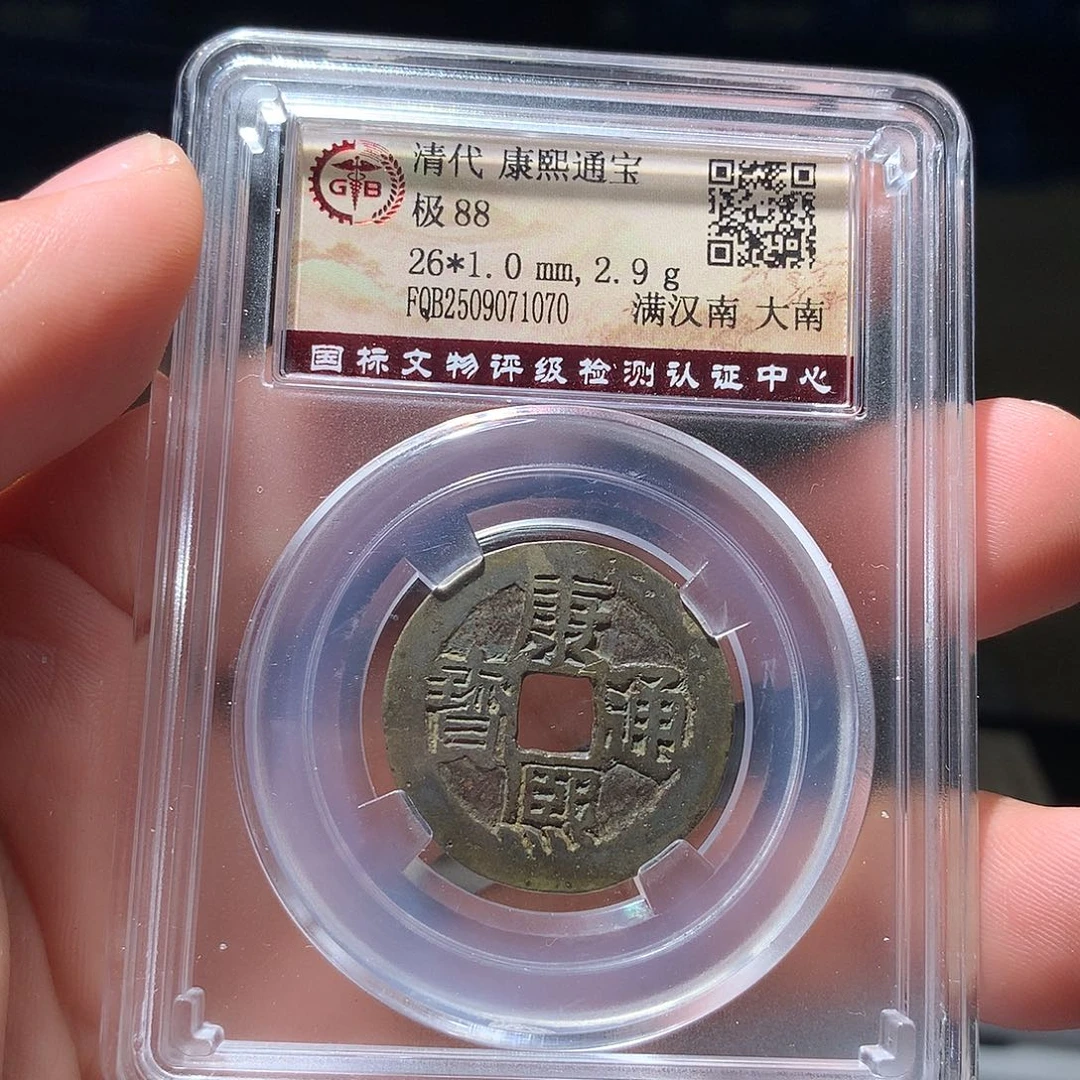 GB
清代 康熙通宝
极 88
26*1.0 mm, 2.9 g
FQB2509071070 满汉南 大南
国标文物评级检测认证中心
康熙通寶